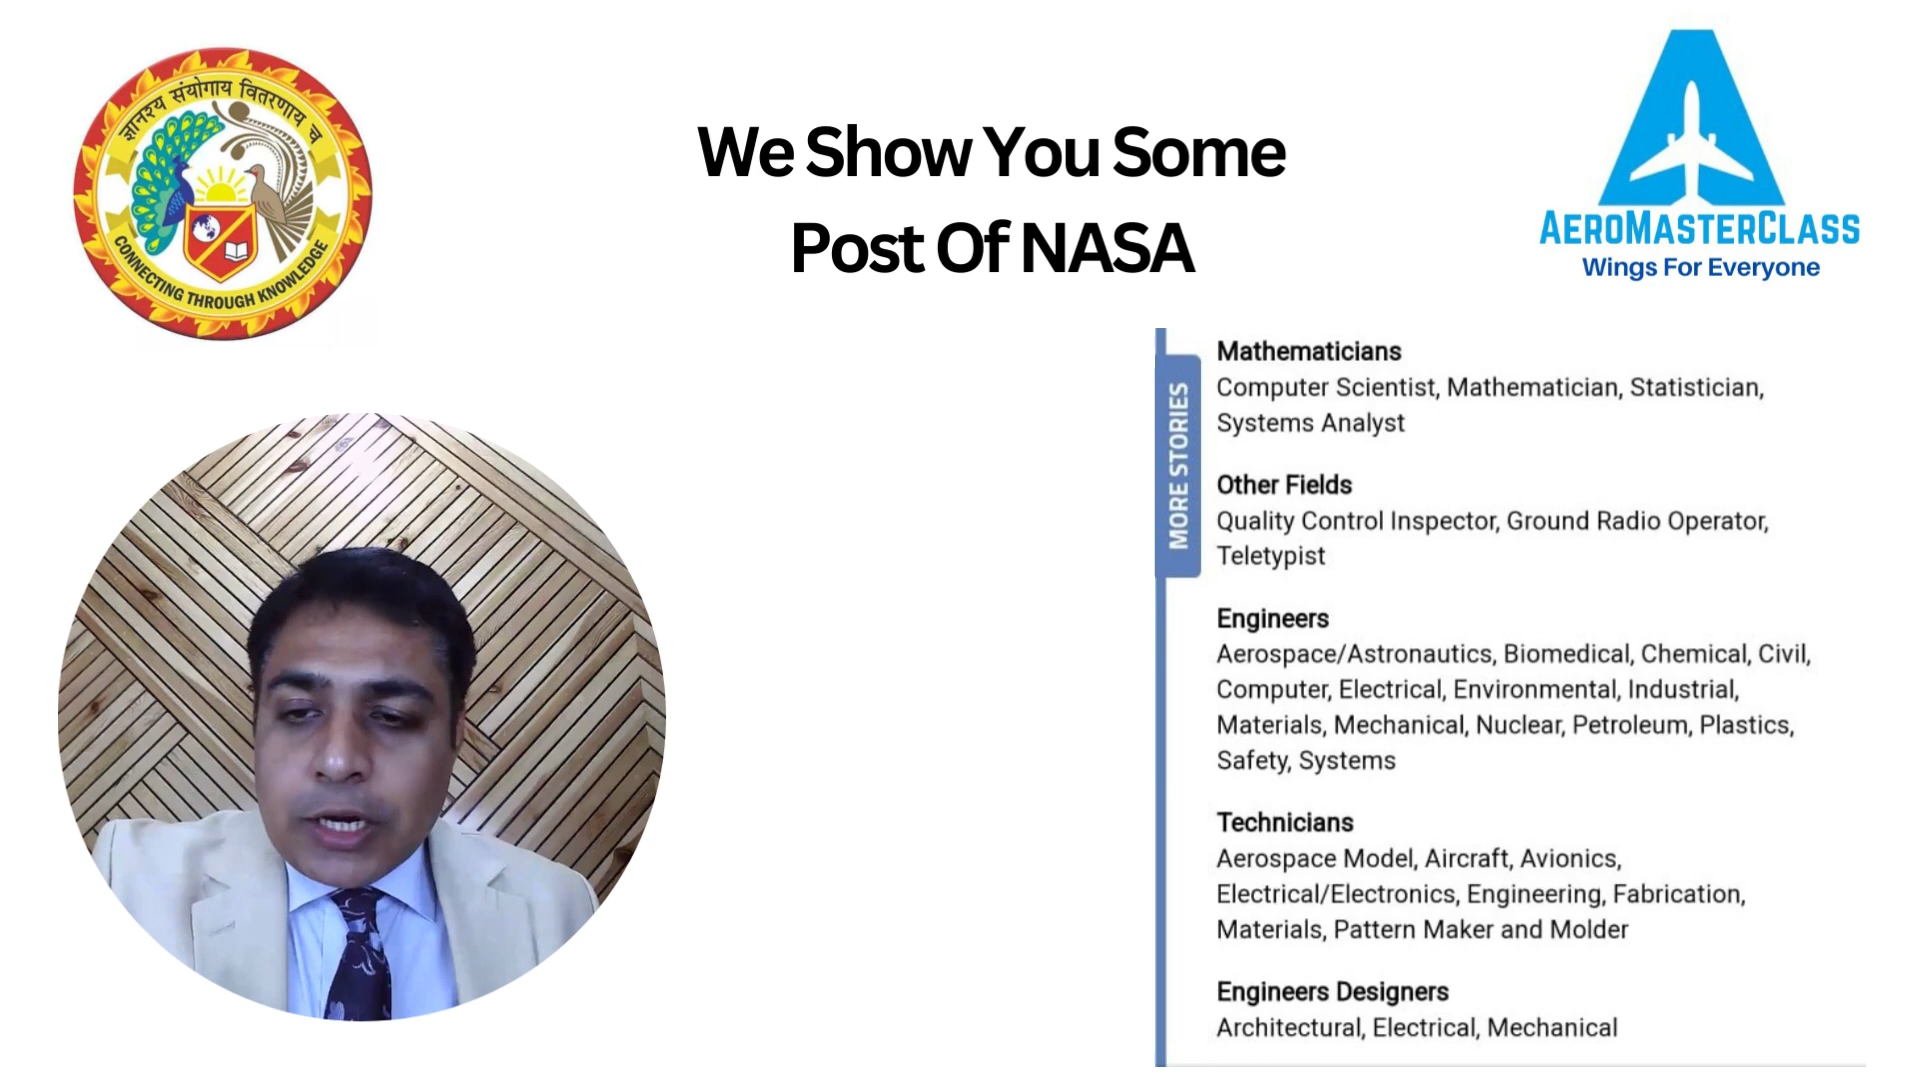 ज्ञानस्य संयोगाय वितरणाय च
CONNECTING THROUGH KNOWLEDGE
We Show You Some
Post Of NASA
AEROMASTERCLASS
Wings For Everyone
MORE STORIES
Mathematicians
Computer Scientist, Mathematician, Statistician,
Systems Analyst
Other Fields
Quality Control Inspector, Ground Radio Operator,
Teletypist
Engineers
Aerospace/Astronautics, Biomedical, Chemical, Civil,
Computer, Electrical, Environmental, Industrial,
Materials, Mechanical, Nuclear, Petroleum, Plastics,
Safety, Systems
Technicians
Aerospace Model, Aircraft, Avionics,
Electrical/Electronics, Engineering, Fabrication,
Materials, Pattern Maker and Molder
Engineers Designers
Architectural, Electrical, Mechanical